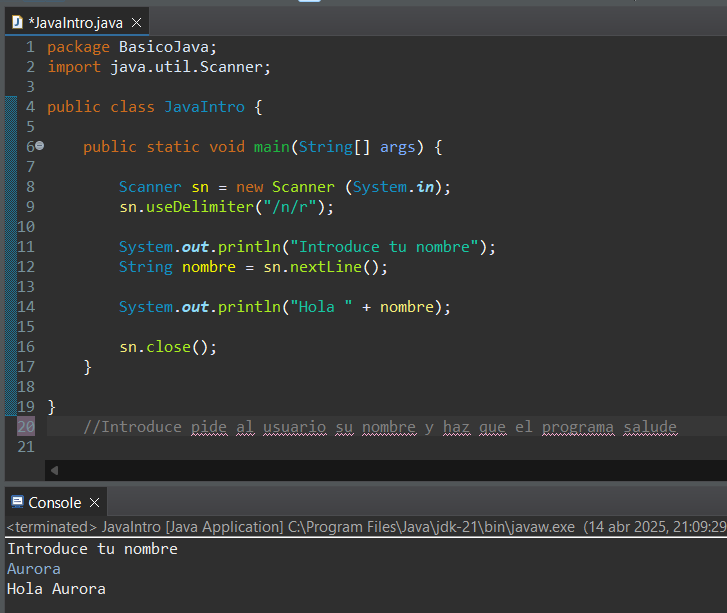 *JavaIntro.java
1 package BasicoJava;
2 import java.util.Scanner;
3
4 public class JavaIntro {
5
6 public static void main(String[] args) {
7
8 Scanner sn = new Scanner (System.in);
9 sn.useDelimiter("/n/r");
10
11 System.out.println("Introduce tu nombre");
12 String nombre = sn.nextLine();
13
14 System.out.println("Hola " + nombre);
15
16 sn.close();
17 }
18
19 }
20 //Introduce pide al usuario su nombre y haz que el programa salude
21
Console
<terminated> JavaIntro [Java Application] C:\Program Files\Java\jdk-21\bin\javaw.exe (14 abr 2025, 21:09:29
Introduce tu nombre
Aurora
Hola Aurora